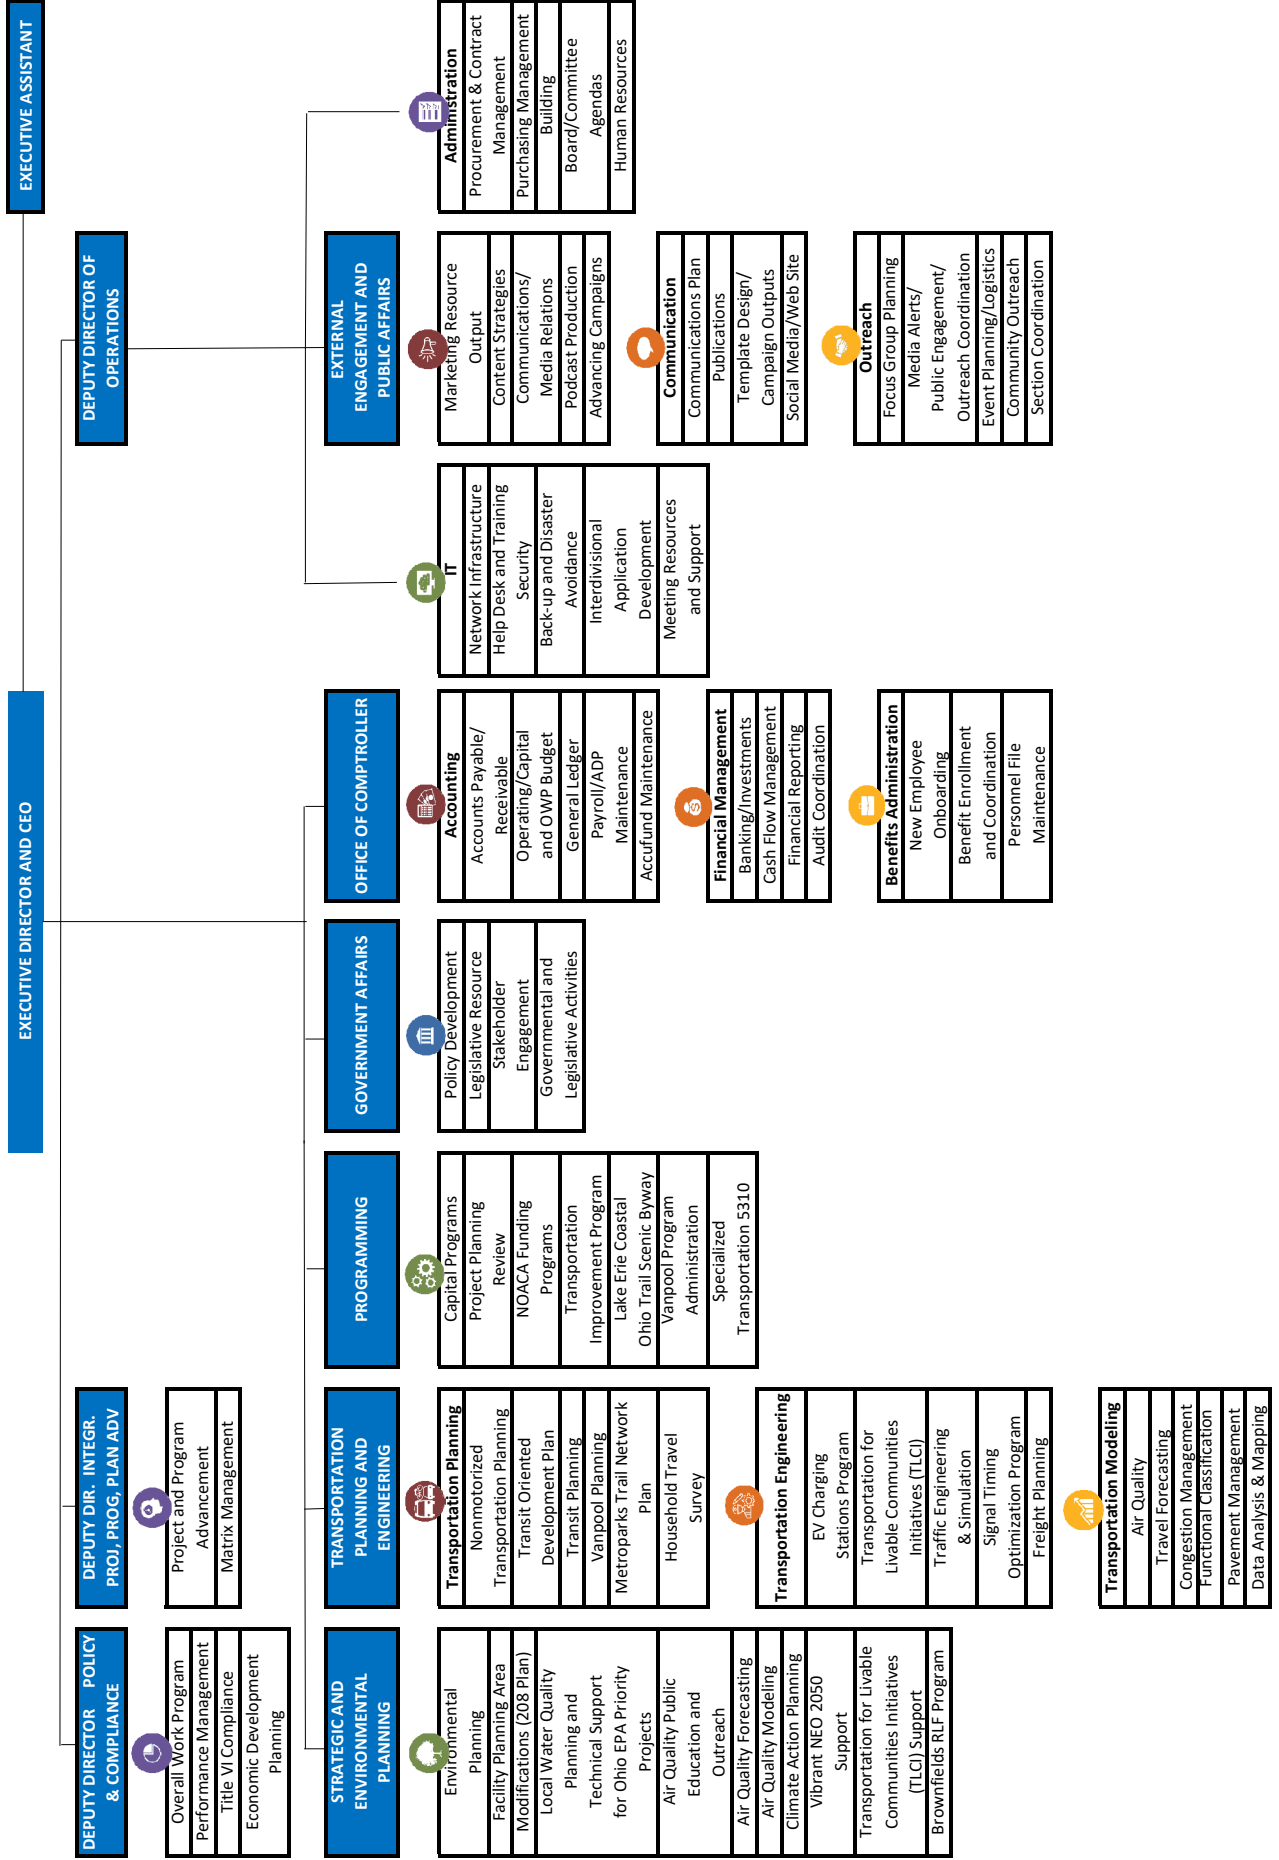 EXECUTIVE DIRECTOR AND CEO
EXECUTIVE ASSISTANT
DEPUTY DIRECTOR POLICY
& COMPLIANCE
Overall Work Program
Performance Management
Title VI Compliance
Economic Development
Planning
DEPUTY DIR. INTEGR.
PROJ, PROG, PLAN ADV
Project and Program
Advancement
Matrix Management
DEPUTY DIRECTOR OF
OPERATIONS
STRATEGIC AND
ENVIRONMENTAL
PLANNING
Environmental
Planning
Facility Planning Area
Modifications (208 Plan)
Local Water Quality
Planning and
Technical Support
for Ohio EPA Priority
Projects
Air Quality Public
Education and
Outreach
Air Quality Forecasting
Air Quality Modeling
Climate Action Planning
Vibrant NEO 2050
Support
Transportation for Livable
Communities Initiatives
(TLCI) Support
Brownfields RLF Program
TRANSPORTATION
PLANNING AND
ENGINEERING
Transportation Planning
Nonmotorized
Transportation Planning
Transit Oriented
Development Plan
Transit Planning
Vanpool Planning
Metroparks Trail Network
Plan
Household Travel
Survey
Transportation Engineering
EV Charging
Stations Program
Transportation for
Livable Communities
Initiatives (TLCI)
Traffic Engineering
& Simulation
Signal Timing
Optimization Program
Freight Planning
Transportation Modeling
Air Quality
Travel Forecasting
Congestion Management
Functional Classification
Pavement Management
Data Analysis & Mapping
PROGRAMMING
Capital Programs
Project Planning
Review
NOACA Funding
Programs
Transportation
Improvement Program
Lake Erie Coastal
Ohio Trail Scenic Byway
Vanpool Program
Administration
Specialized
Transportation 5310
GOVERNMENT AFFAIRS
Policy Development
Legislative Resource
Stakeholder
Engagement
Governmental and
Legislative Activities
OFFICE OF COMPTROLLER
Accounting
Accounts Payable/
Receivable
Operating/Capital
and OWP Budget
General Ledger
Payroll/ADP
Maintenance
Accufund Maintenance
Financial Management
Banking/Investments
Cash Flow Management
Financial Reporting
Audit Coordination
Benefits Administration
New Employee
Onboarding
Benefit Enrollment
and Coordination
Personnel File
Maintenance
IT
Network Infrastructure
Help Desk and Training
Security
Back-up and Disaster
Avoidance
Interdivisional
Application
Development
Meeting Resources
and Support
EXTERNAL
ENGAGEMENT AND
PUBLIC AFFAIRS
Marketing Resource
Output
Content Strategies
Communications/
Media Relations
Podcast Production
Advancing Campaigns
Communication
Communications Plan
Publications
Template Design/
Campaign Outputs
Social Media/Web Site
Outreach
Focus Group Planning
Media Alerts/
Public Engagement/
Outreach Coordination
Event Planning/Logistics
Community Outreach
Section Coordination
Administration
Procurement & Contract
Management
Purchasing Management
Building
Board/Committee
Agendas
Human Resources